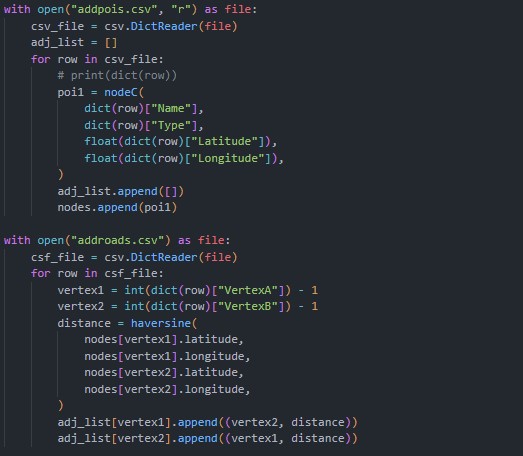 with open("addpois.csv", "r") as file:
    csv_file = csv.DictReader(file)
    adj_list = []
    for row in csv_file:
        # print(dict(row))
        poi1 = nodeC(
            dict(row)["Name"],
            dict(row)["Type"],
            float(dict(row)["Latitude"]),
            float(dict(row)["Longitude"]),
        )
        adj_list.append([])
        nodes.append(poi1)
with open("addroads.csv") as file:
    csf_file = csv.DictReader(file)
    for row in csf_file:
        vertex1 = int(dict(row)["VertexA"]) - 1
        vertex2 = int(dict(row)["VertexB"]) - 1
        distance = haversine(
            nodes[vertex1].latitude,
            nodes[vertex1].longitude,
            nodes[vertex2].latitude,
            nodes[vertex2].longitude,
        )
        adj_list[vertex1].append((vertex2, distance))
        adj_list[vertex2].append((vertex1, distance))